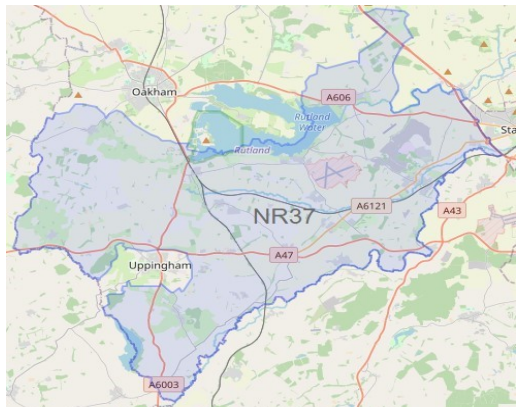 Oakham
A606
Rutland
Water
Rutland
Sta
A6121
A43
NR37
A47
Uppingham
A6003